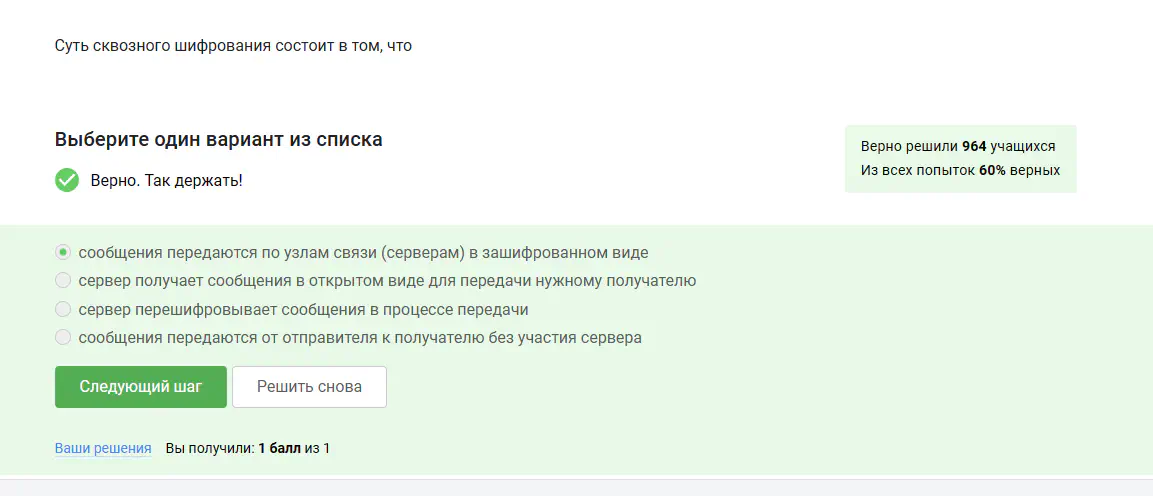 Суть сквозного шифрования состоит в том, что
Выберите один вариант из списка
Верно. Так держать!
Верно решили 964 учащихся
Из всех попыток 60% верных
сообщения передаются по узлам связи (серверам) в зашифрованном виде
сервер получает сообщения в открытом виде для передачи нужному получателю
сервер перешифровывает сообщения в процессе передачи
сообщения передаются от отправителя к получателю без участия сервера
Следующий шаг
Решить снова
Ваши решения Вы получили: 1 балл из 1